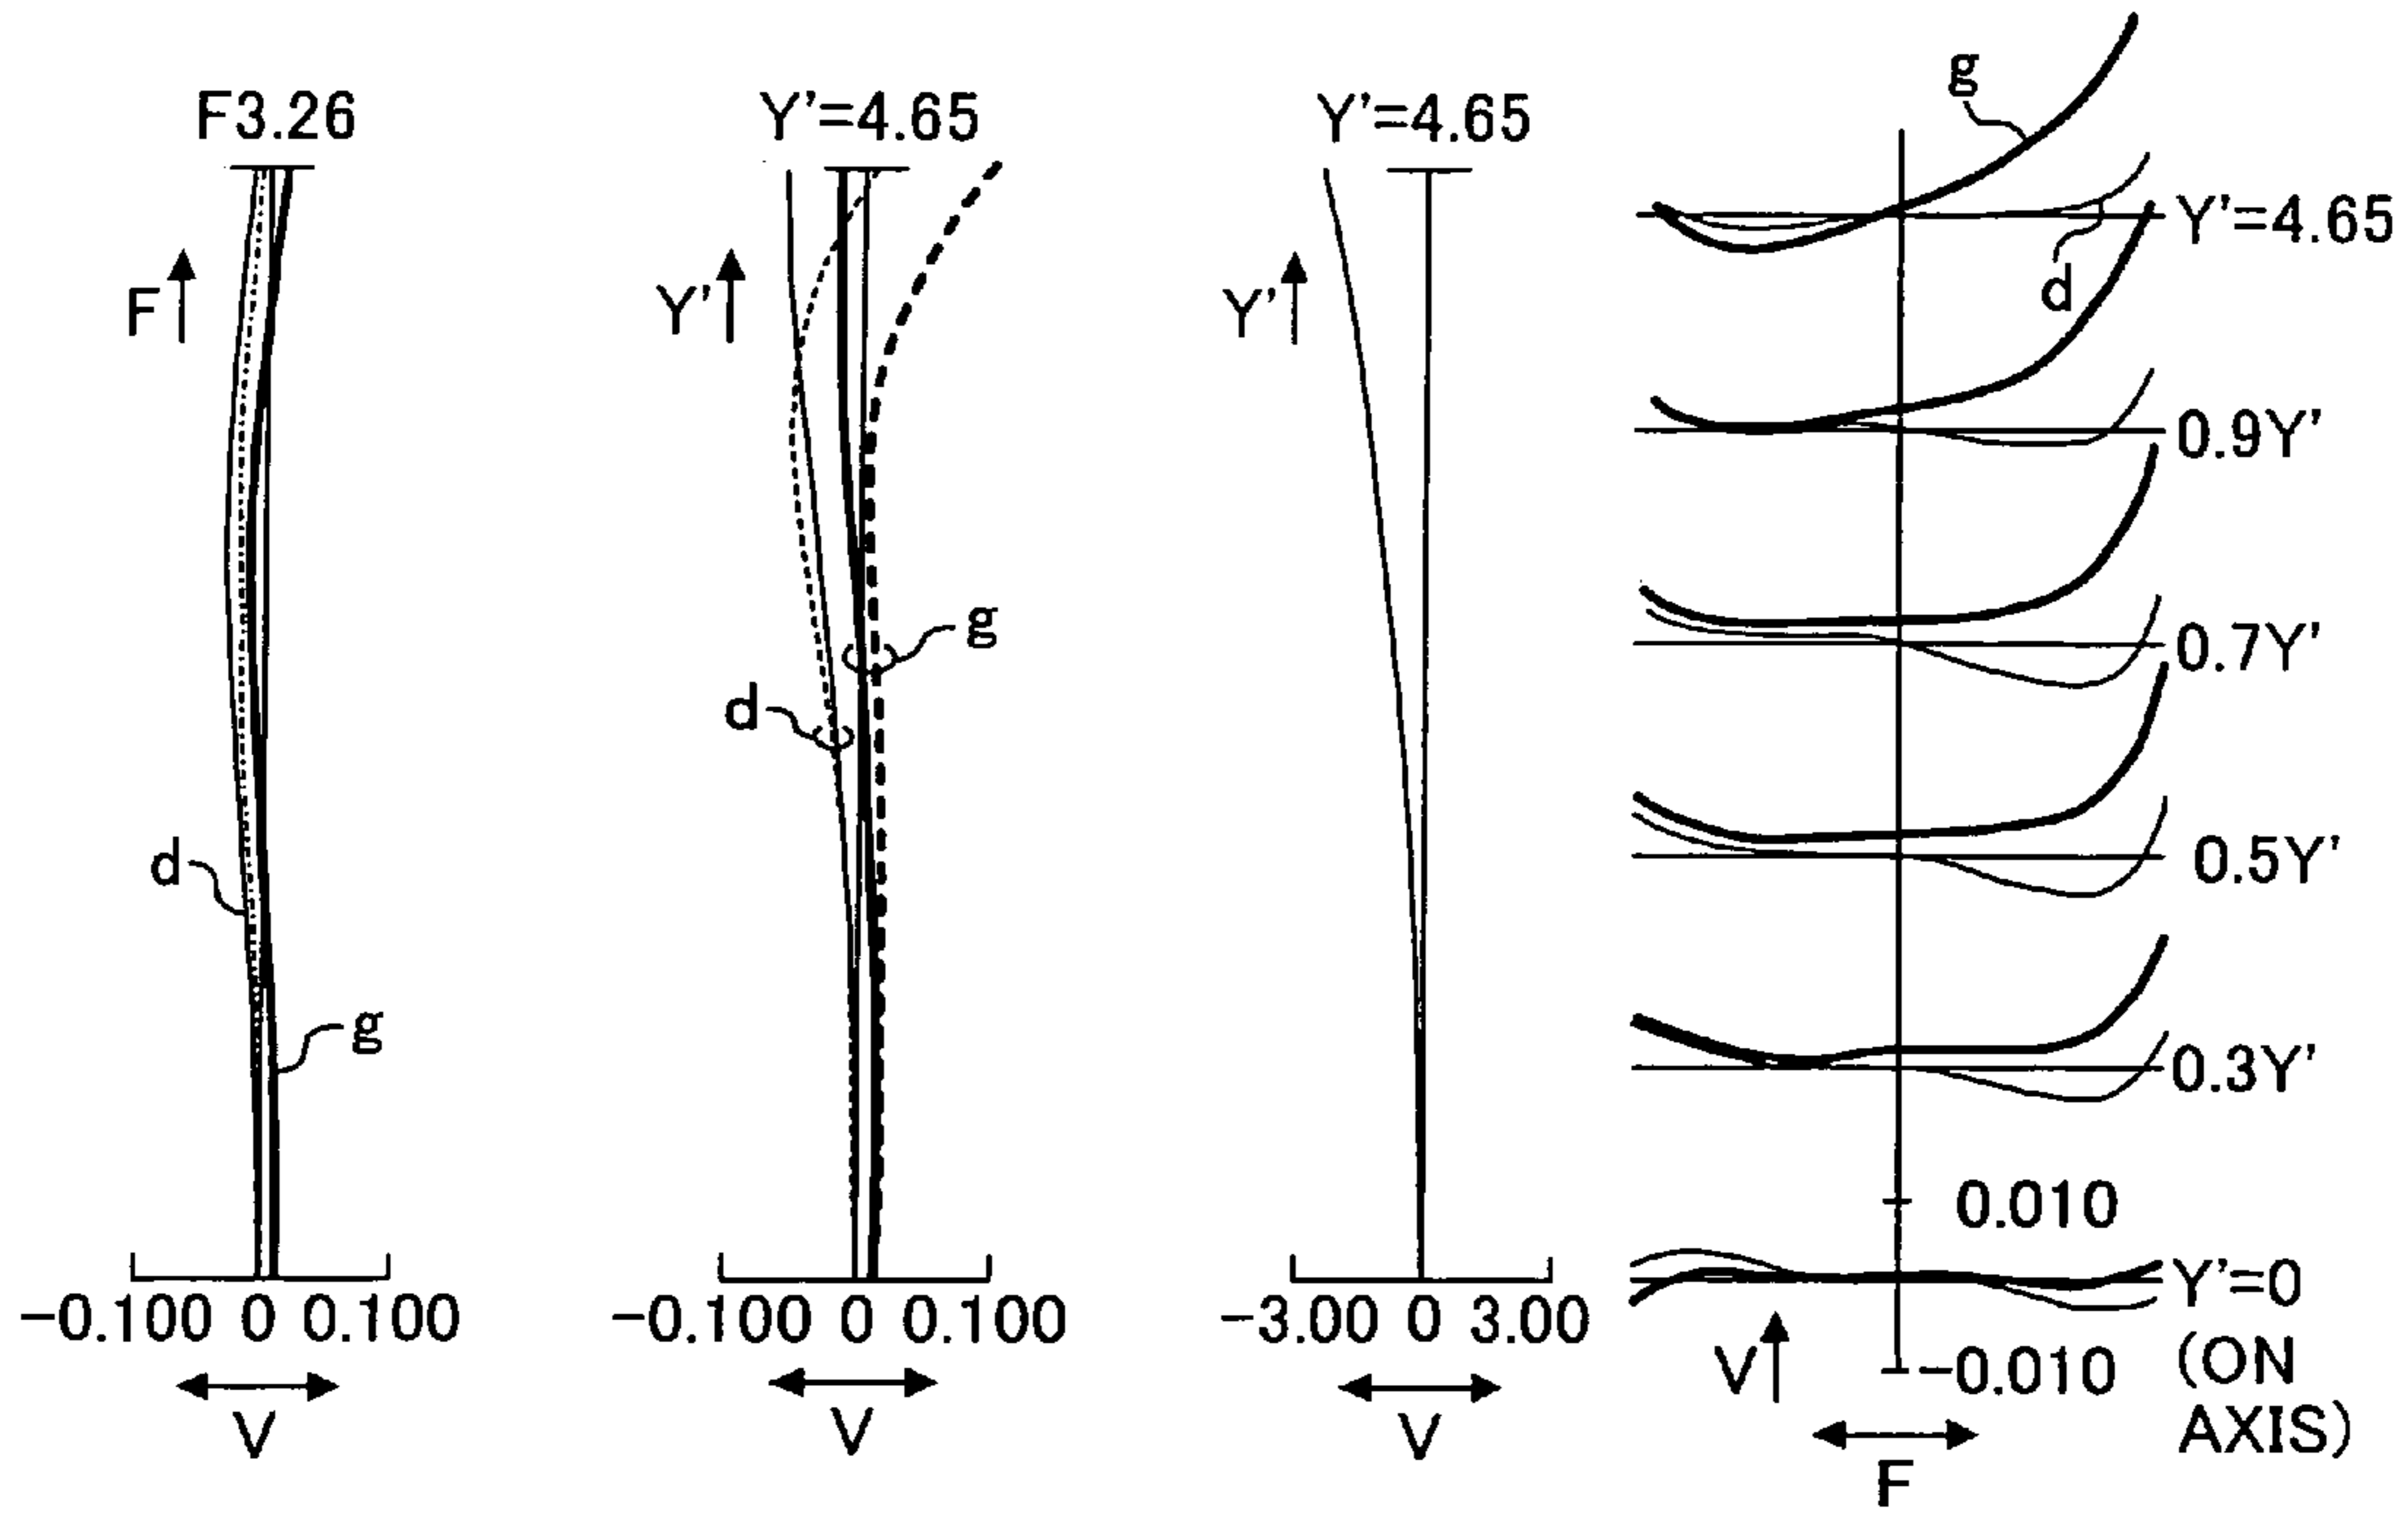 F3.26
F
d
g
-0.100 0 0.100
V
Y'=4.65
Y'
d
g
-0.100 0 0.100
V
Y'=4.65
Y'
-3.00 0 3.00
V
g
Y'=4.65
d
0.9Y'
0.7Y'
0.5Y'
0.3Y'
0.010
Y'=0
(ON
AXIS)
-0.010
V
F